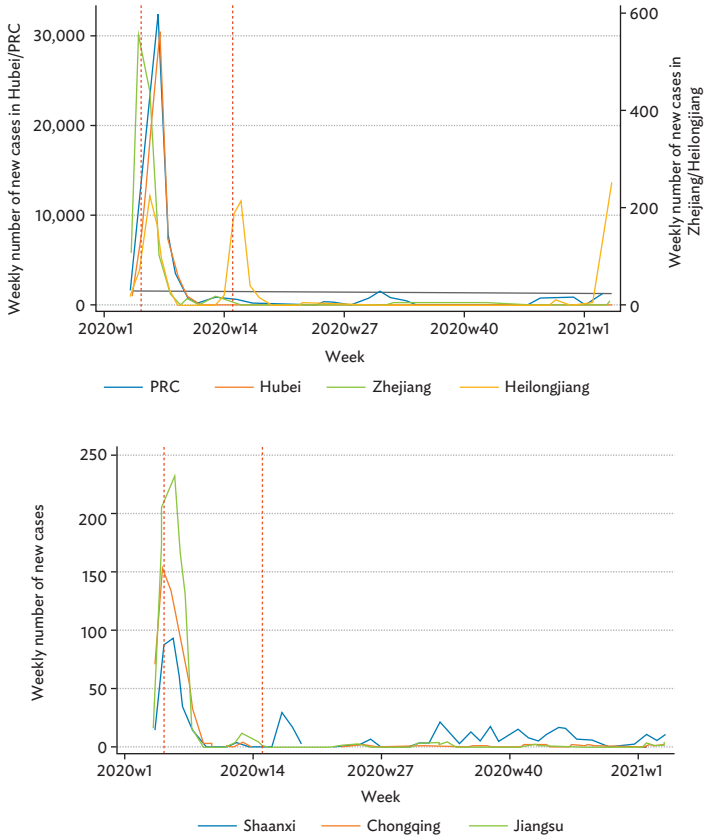 Weekly number of new cases in Hubei/PRC
30,000
20,000
10,000
0
600
400
200
0
Weekly number of new cases in
Zhejiang/Heilongjiang
2020w1 2020w14 2020w27 2020w40 2021w1
Week
PRC Hubei Zhejiang Heilongjiang
Weekly number of new cases
250
200
150
100
50
0
2020w1 2020w14 2020w27 2020w40 2021w1
Week
Shaanxi Chongqing Jiangsu